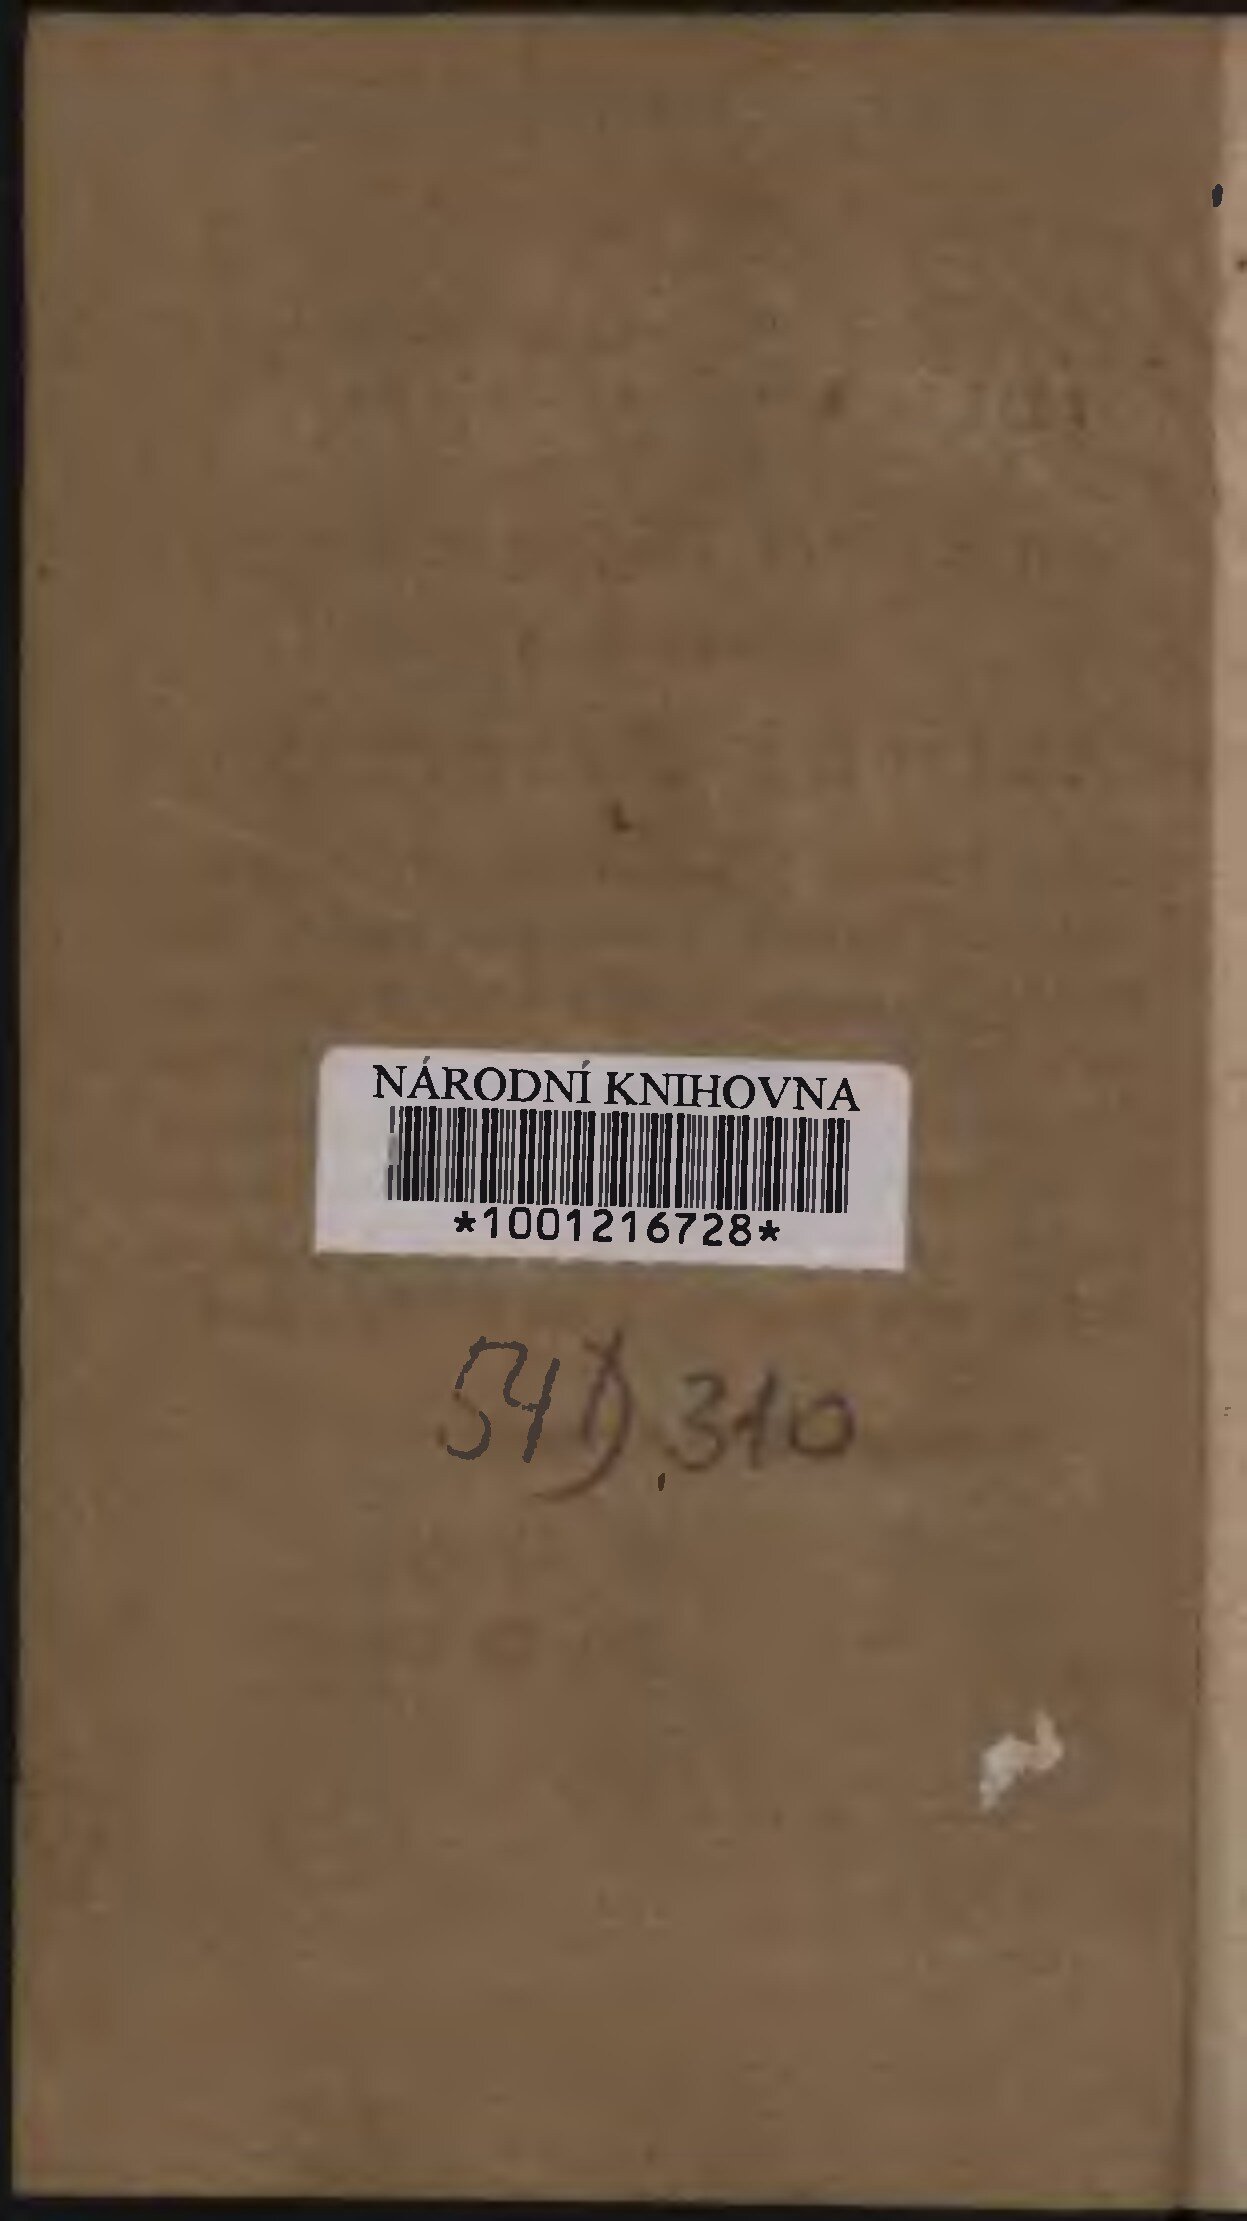 NÁRODNÍ KNIHOVNA
*1001216728*
54 D 310